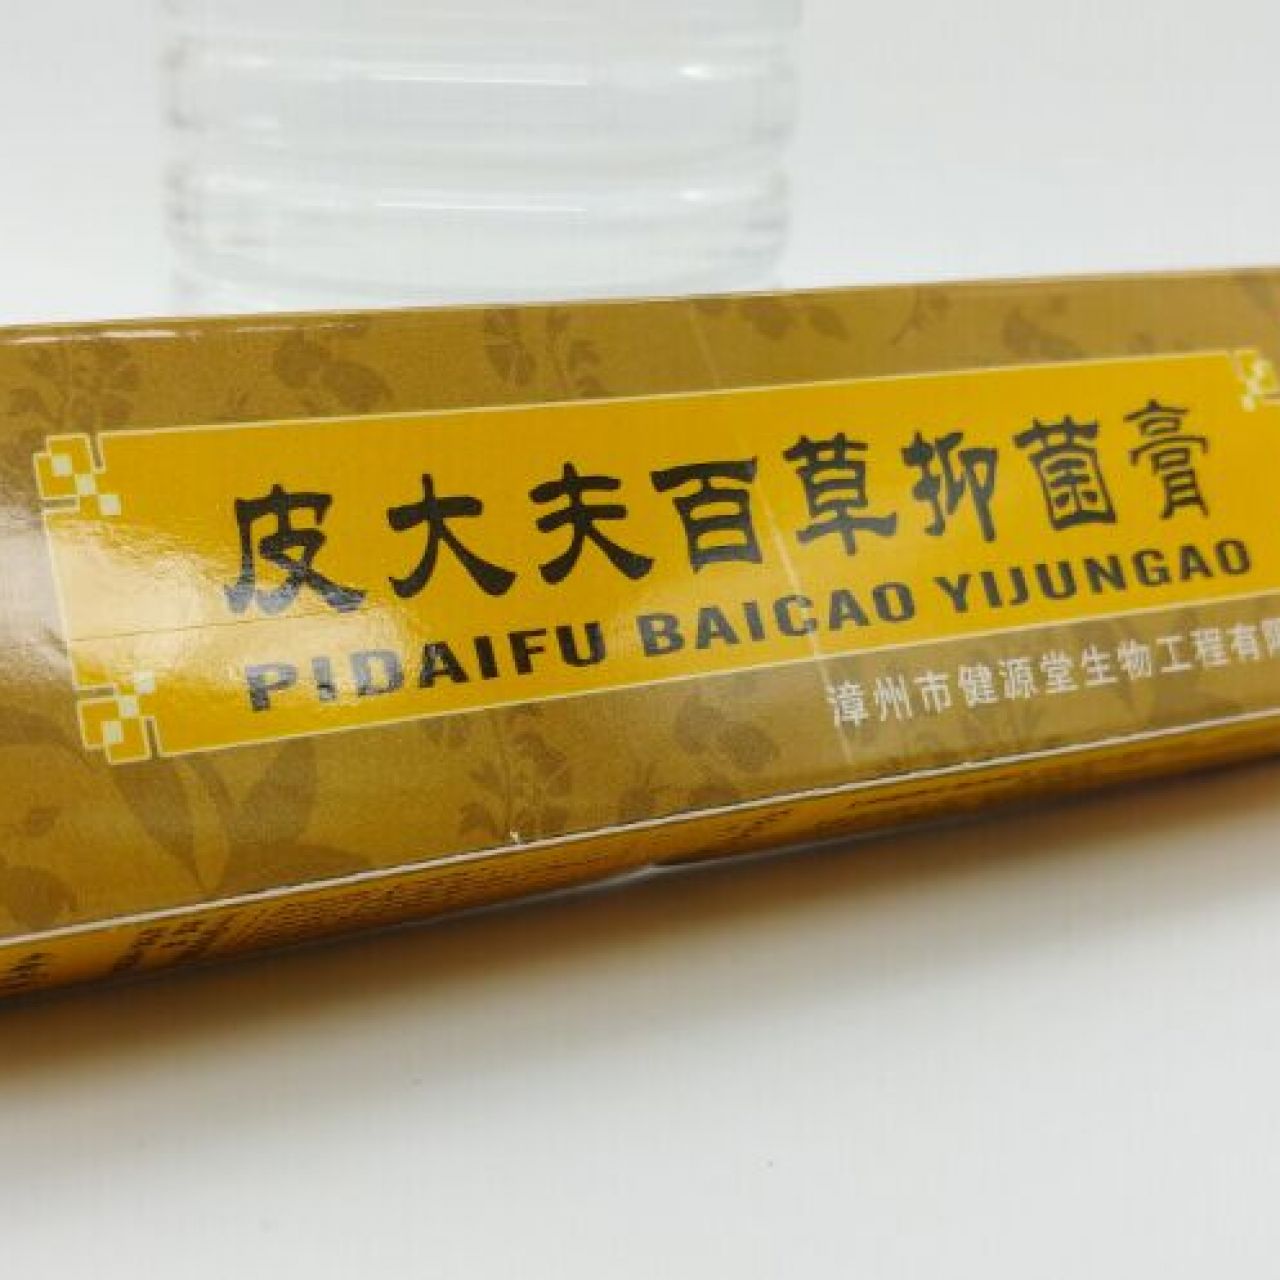 皮大夫百草抑菌膏
PIDAIFU BAICAO YIJUNGAO
漳州市健源堂生物工程有限